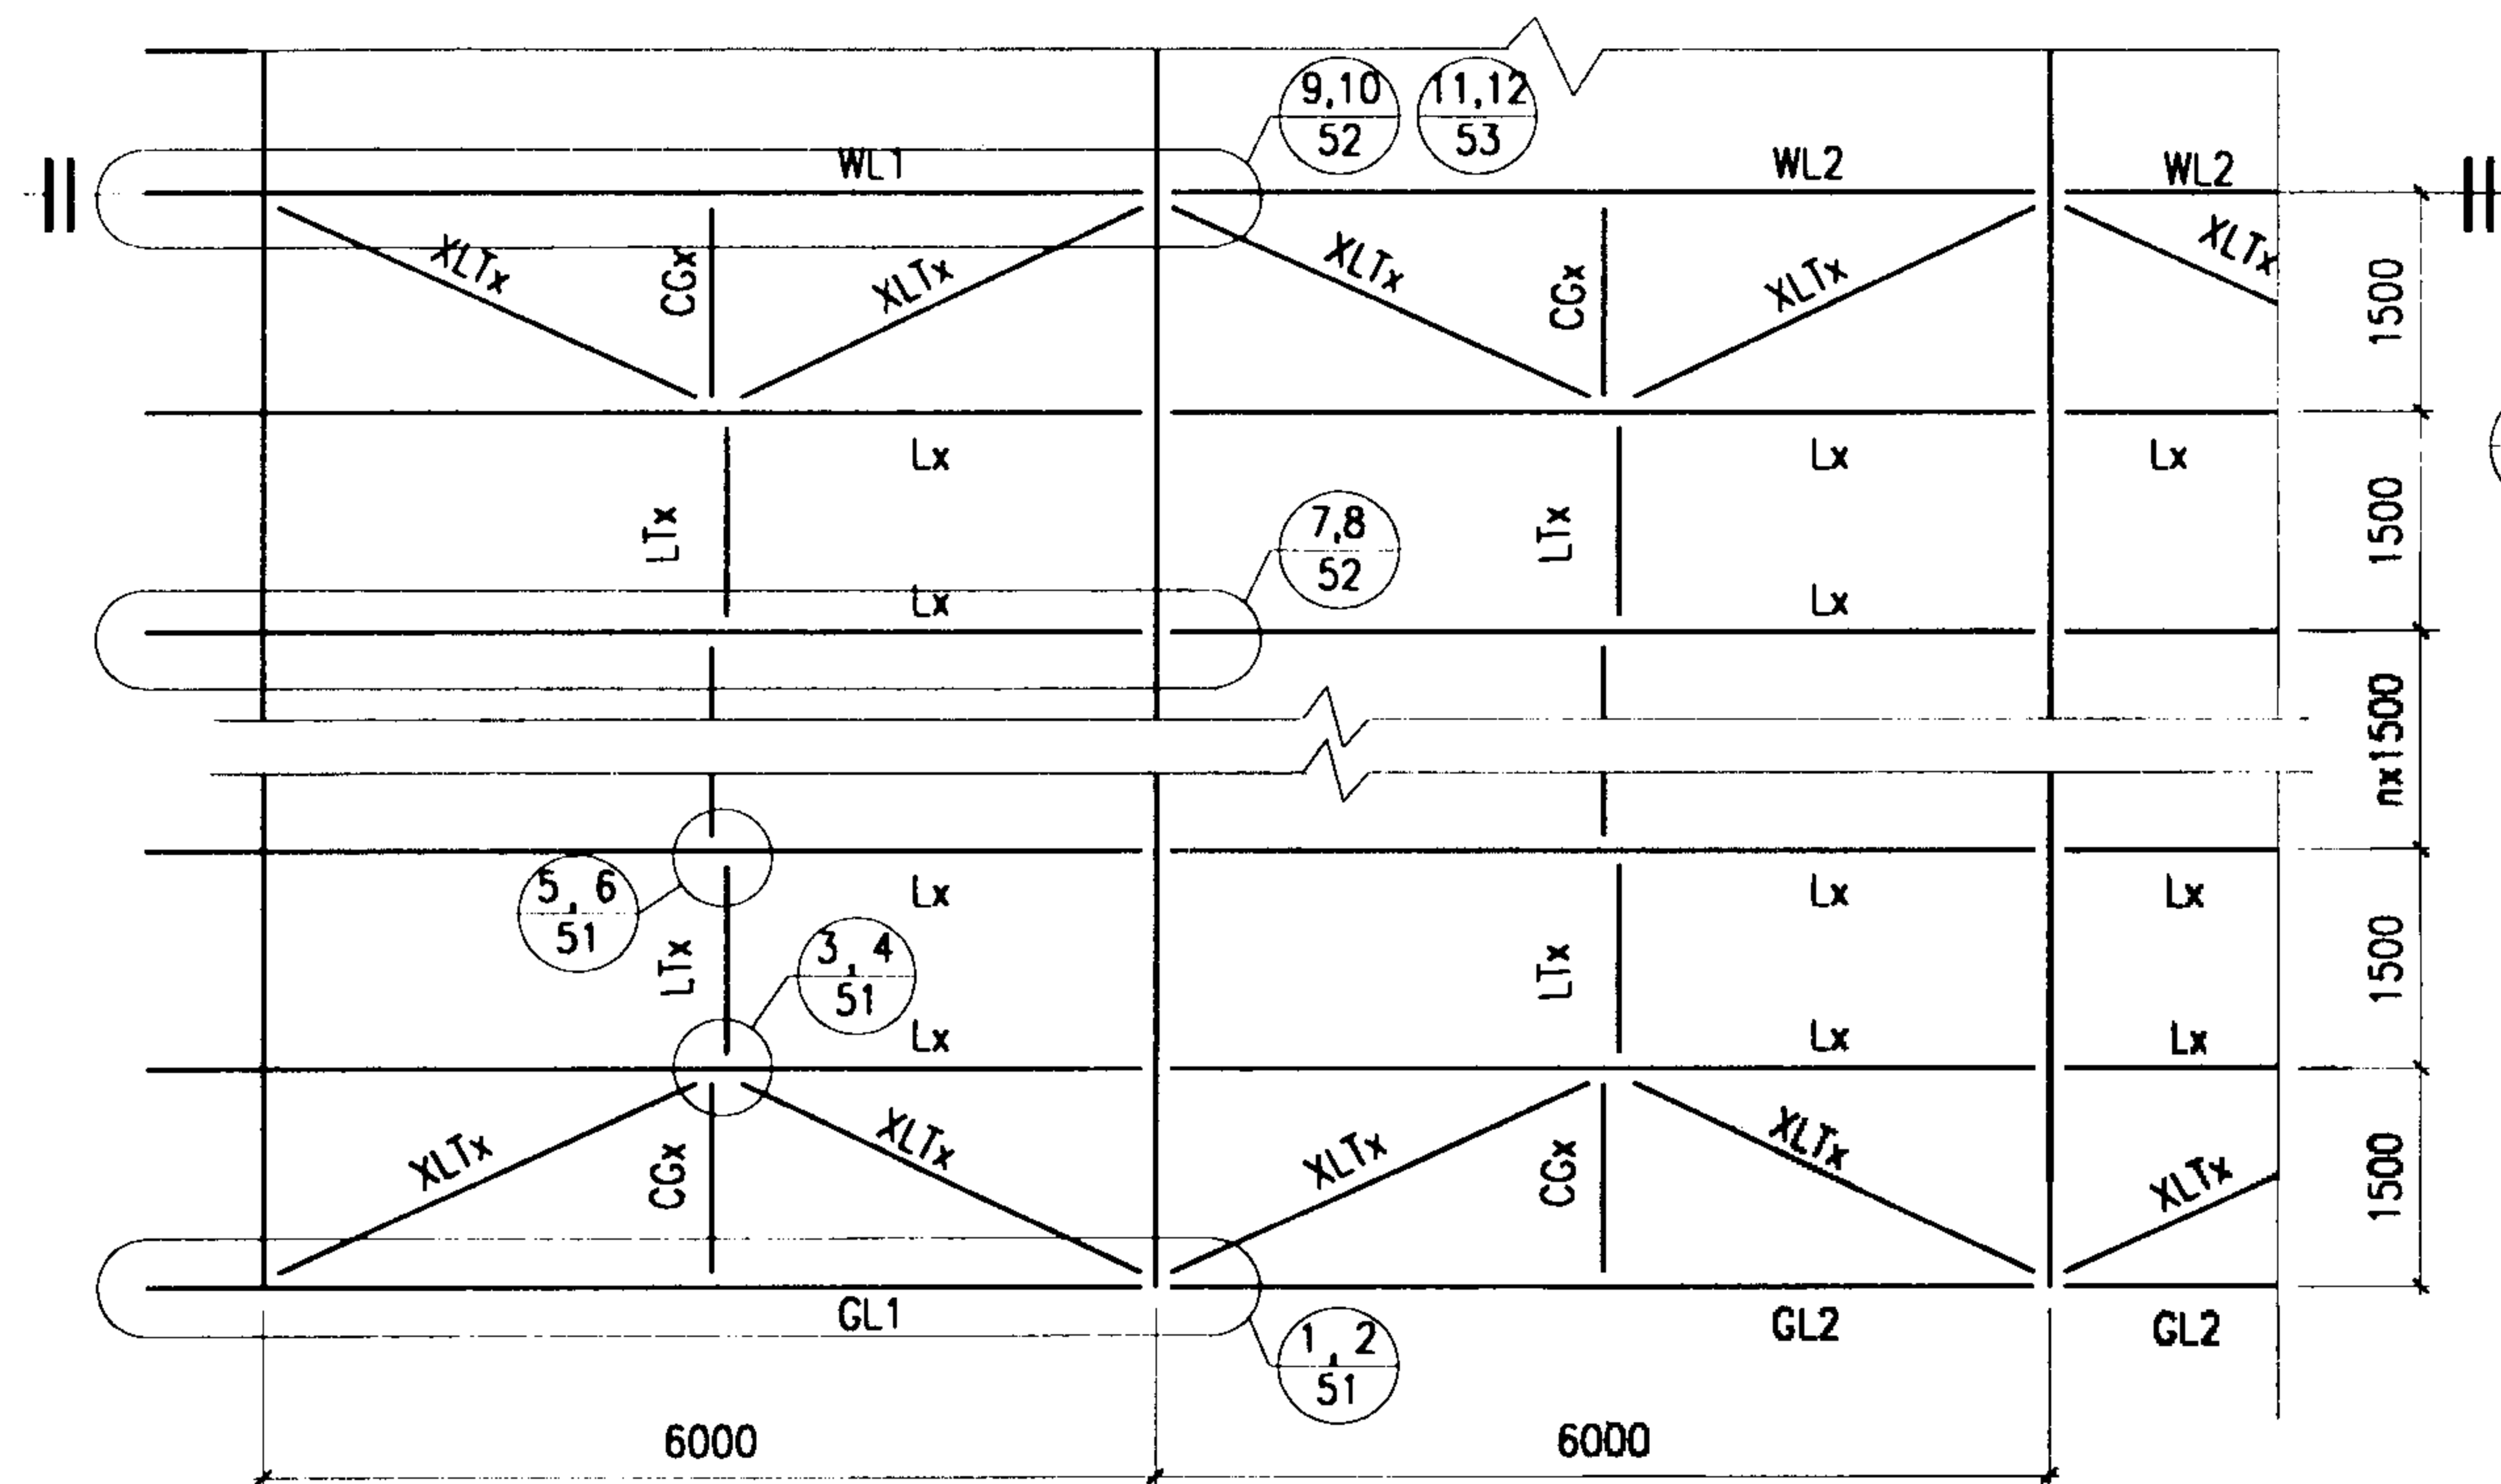 9,10 11,12
52 53
WL1 WL2 WL2
XLTx CGx XLTx XLTx CGx XLTx XLTx 1500
Lx Lx Lx
LTx LTx 1500
7,8
52
Lx Lx
nx1500
5, 6
51
Lx Lx Lx
3, 4
51
LTx LTx 1500
Lx Lx Lx
XLTx CGx XLTx XLTx CGx XLTx XLTx 1500
GL1 GL2 GL2
1, 2
51
6000 6000